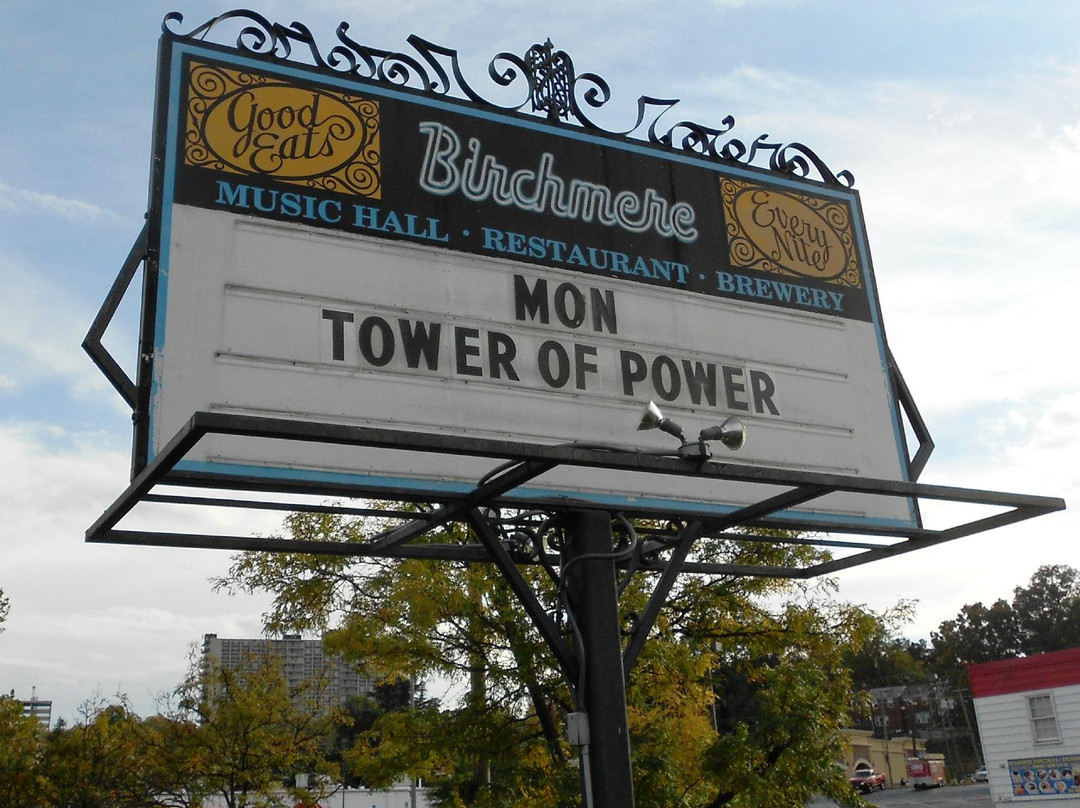 Good
Eats
Birchmere
Every
Nite
MUSIC HALL · RESTAURANT · BREWERY
MON
TOWER OF POWER